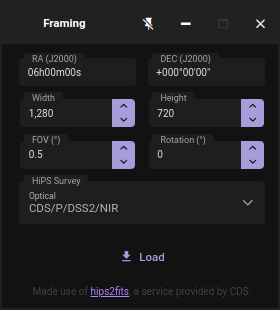 Framing
RA (J2000)
06h00m00s
DEC (J2000)
+000°00'00"
Width
1,280
Height
720
FOV (°)
0.5
Rotation (°)
0
HiPS Survey
Optical
CDS/P/DSS2/NIR
Load
Made use of hips2fits, a service provided by CDS.